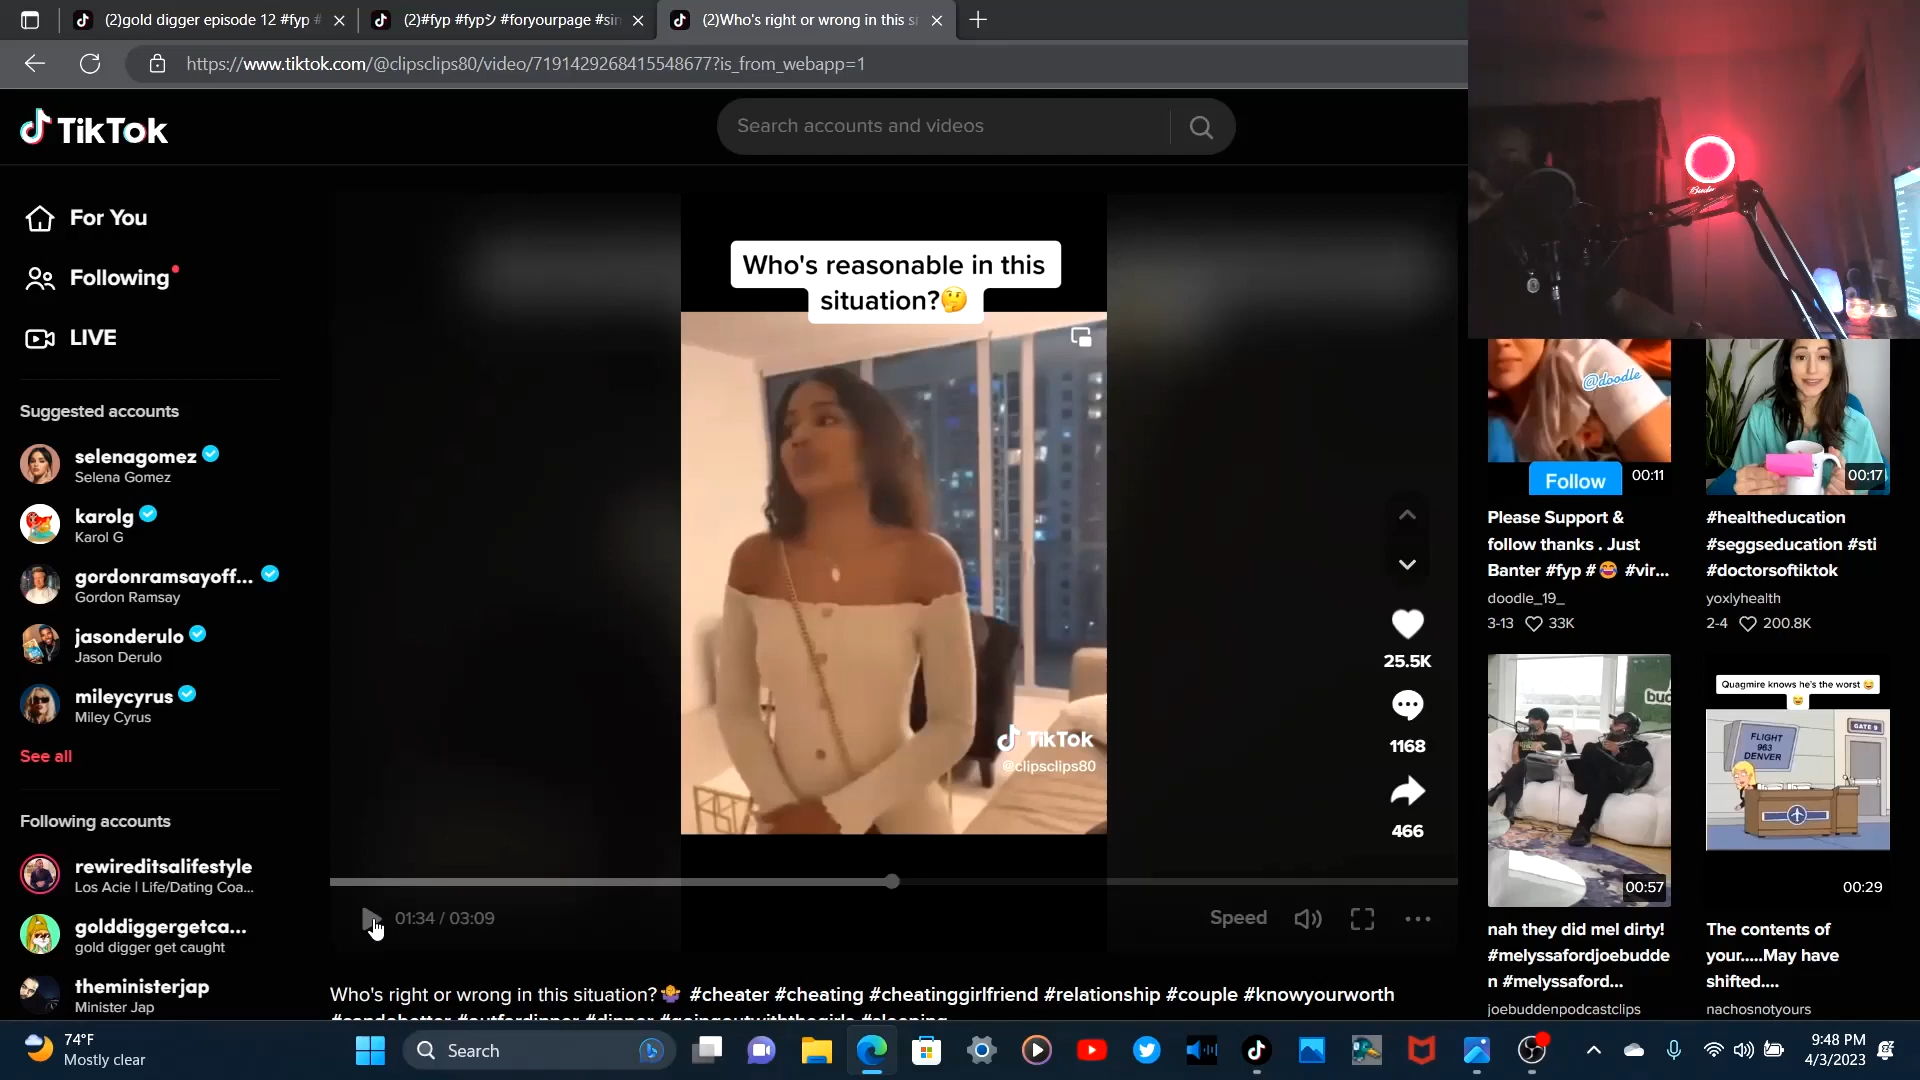 (2)gold digger episode 12 #fyp #
(2)#fyp #fypシ #foryourpage #sin
(2)Who's right or wrong in this si
https://www.tiktok.com/@clipsclips80/video/7191429268415548677?is_from_webapp=1
TikTok
Search accounts and videos
For You
Following
LIVE
Suggested accounts
selenagomez
Selena Gomez
karolg
Karol G
gordonramsayoff...
Gordon Ramsay
jasonderulo
Jason Derulo
mileycyrus
Miley Cyrus
See all
Following accounts
rewireditsalifestyle
Los Acie | Life/Dating Coa...
golddiggergetca...
gold digger get caught
theministerjap
Minister Jap
Who's reasonable in this
situation?🤔
TikTok
@clipsclips80
25.5K
1168
466
01:34 / 03:09
Speed
Who's right or wrong in this situation?🤷 #cheater #cheating #cheatinggirlfriend #relationship #couple #knowyourworth
#candobetter #outfordinner #dinner #goingoutwiththegirls #sleeping
@doodle
Follow
00:11
Please Support &
follow thanks . Just
Banter #fyp #😂 #vir...
doodle_19_
3-13 33K
00:17
#healtheducation
#seggseducation #sti
#doctorsoftiktok
yoxlyhealth
2-4 200.8K
00:57
nah they did mel dirty!
#melyssafordjoebudde
n #melyssaford...
joebuddenpodcastclips
Quagmire knows he's the worst 😂
😂
GATE 9
FLIGHT
963
DENVER
00:29
The contents of
your.....May have
shifted....
nachosnotyours
74°F
Mostly clear
Search
9:48 PM
4/3/2023